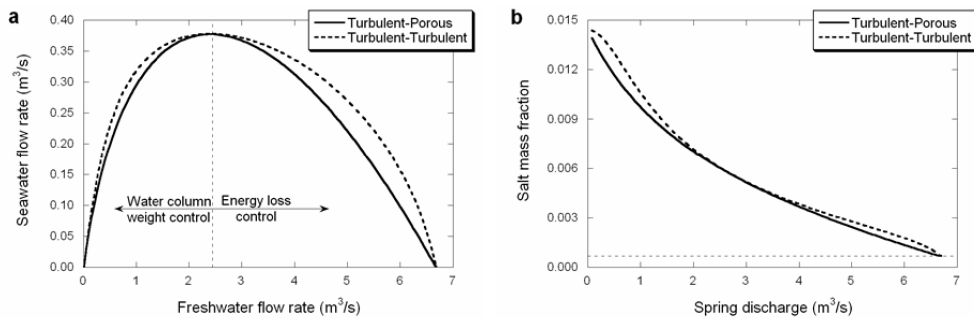 a
Turbulent-Porous
Turbulent-Turbulent
Seawater flow rate (m³/s)
0.40
0.35
0.30
0.25
0.20
0.15
0.10
0.05
0.00
Water column
weight control
Energy loss
control
0 1 2 3 4 5 6 7
Freshwater flow rate (m³/s)
b
Turbulent-Porous
Turbulent-Turbulent
Salt mass fraction
0.015
0.012
0.009
0.006
0.003
0.000
0 1 2 3 4 5 6 7
Spring discharge (m³/s)